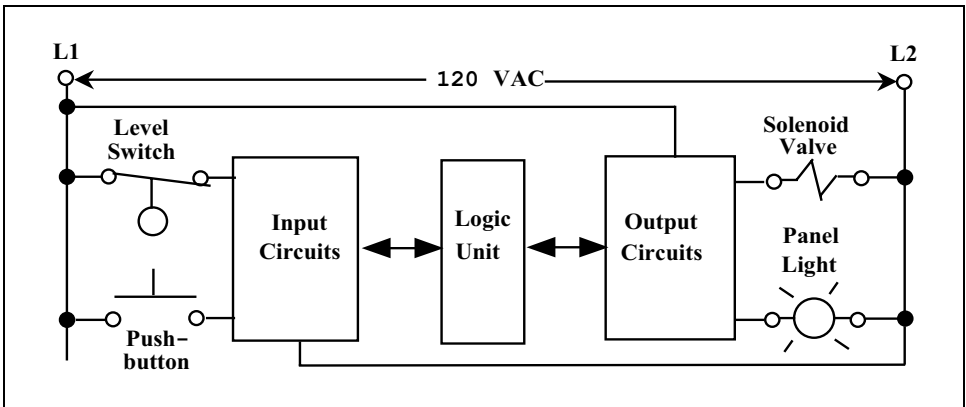 L1
L2
120 VAC
Level
Switch
Solenoid
Valve
Input
Circuits
Logic
Unit
Output
Circuits
Panel
Light
Push-
button